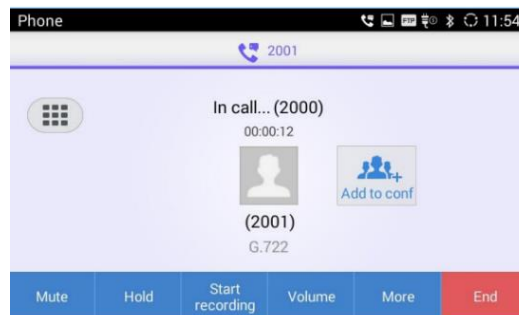 Phone
FTP
11:54
2001
In call... (2000)
00:00:12
Add to conf
(2001)
G.722
Mute
Hold
Start
recording
Volume
More
End